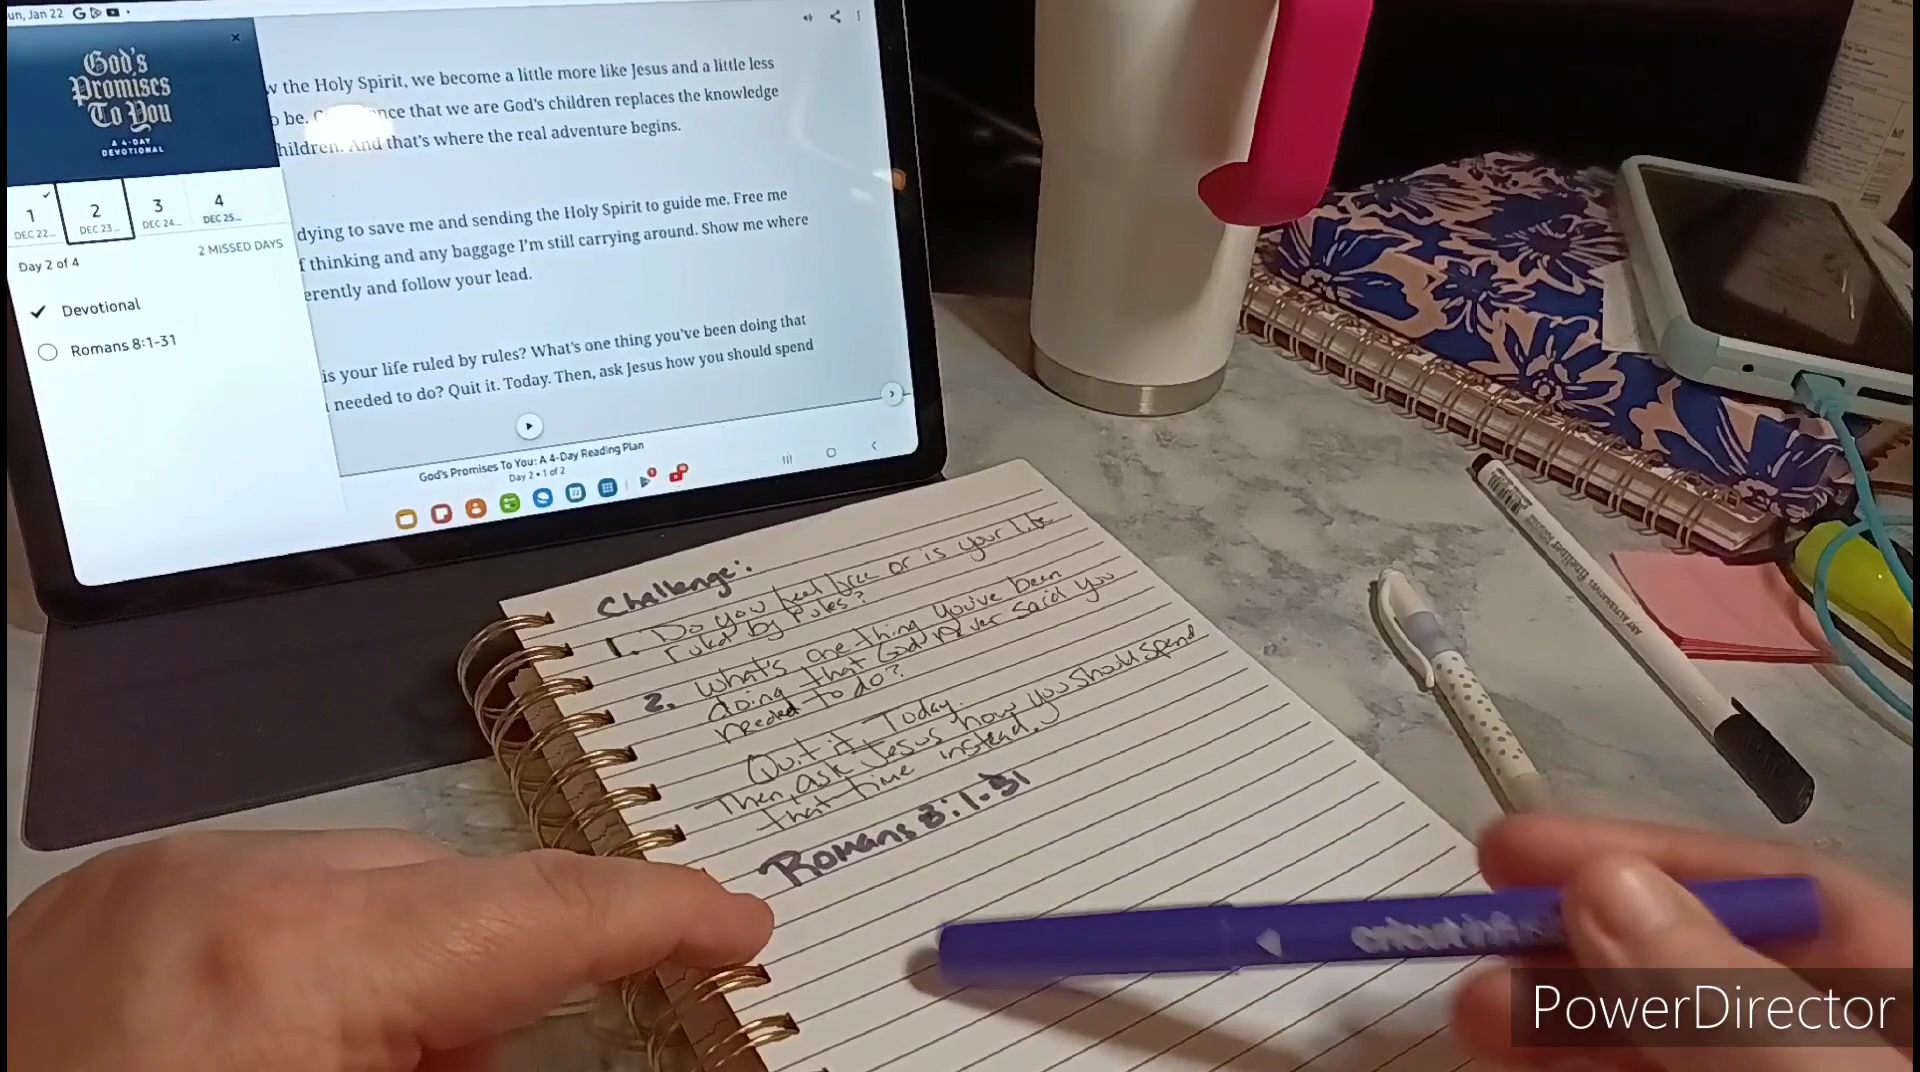 un, Jan 22
God's
Promises
To You
A 4-DAY
DEVOTIONAL
1
DEC 22...
2
DEC 23...
3
DEC 24...
4
DEC 25...
Day 2 of 4
2 MISSED DAYS
Devotional
Romans 8:1-31
w the Holy Spirit, we become a little more like Jesus and a little less
o be. nce that we are God's children replaces the knowledge
hildren. And that's where the real adventure begins.
dying to save me and sending the Holy Spirit to guide me. Free me
f thinking and any baggage I'm still carrying around. Show me where
erently and follow your lead.
is your life ruled by rules? What's one thing you've been doing that
needed to do? Quit it. Today. Then, ask Jesus how you should spend
God's Promises To You: A 4-Day Reading Plan
Day 2 • 1 of 2
Challenge:
1. Do you feel free or is your life
ruled by rules?
2. What's one thing you've been
doing that God never said you
needed to do?
Quit it. Today.
Then, ask Jesus how you should spend
that time instead.
Romans 8:1-31
cricut
PowerDirector